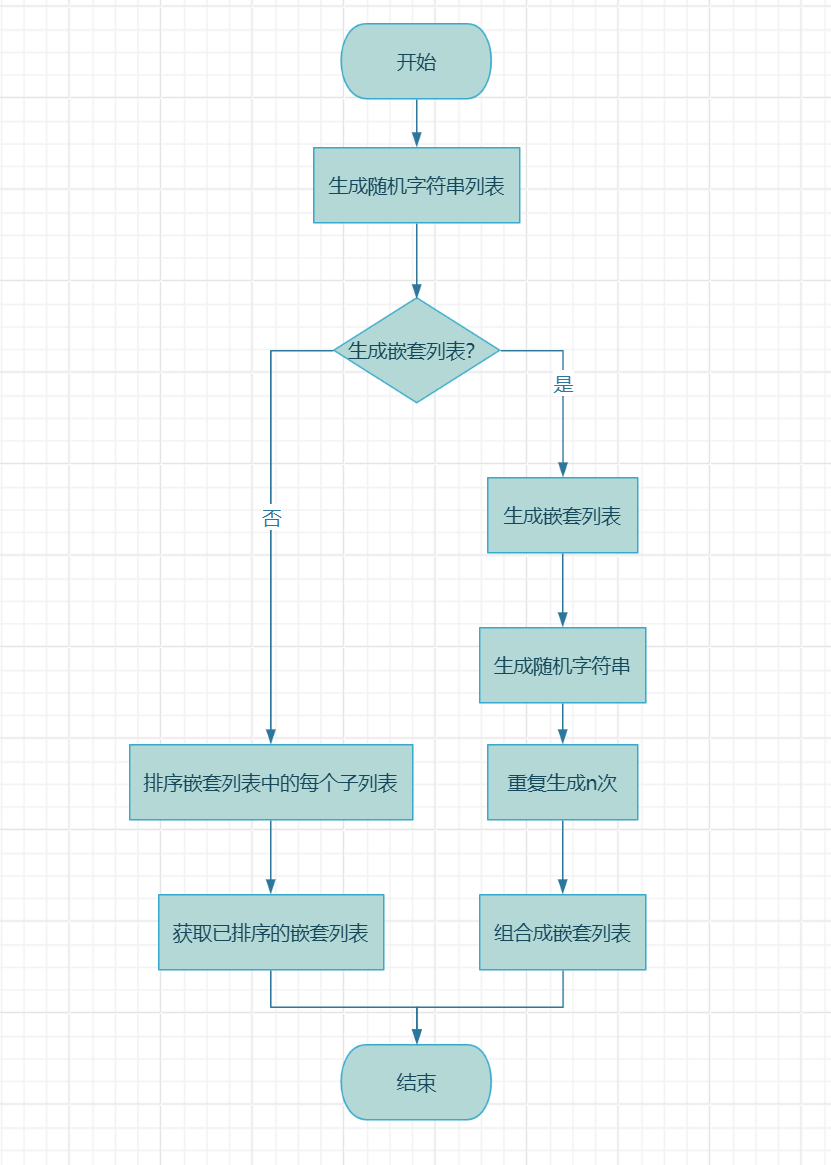 开始
生成随机字符串列表
生成嵌套列表?
是
生成嵌套列表
否
生成随机字符串
排序嵌套列表中的每个子列表
重复生成n次
获取已排序的嵌套列表
组合成嵌套列表
结束